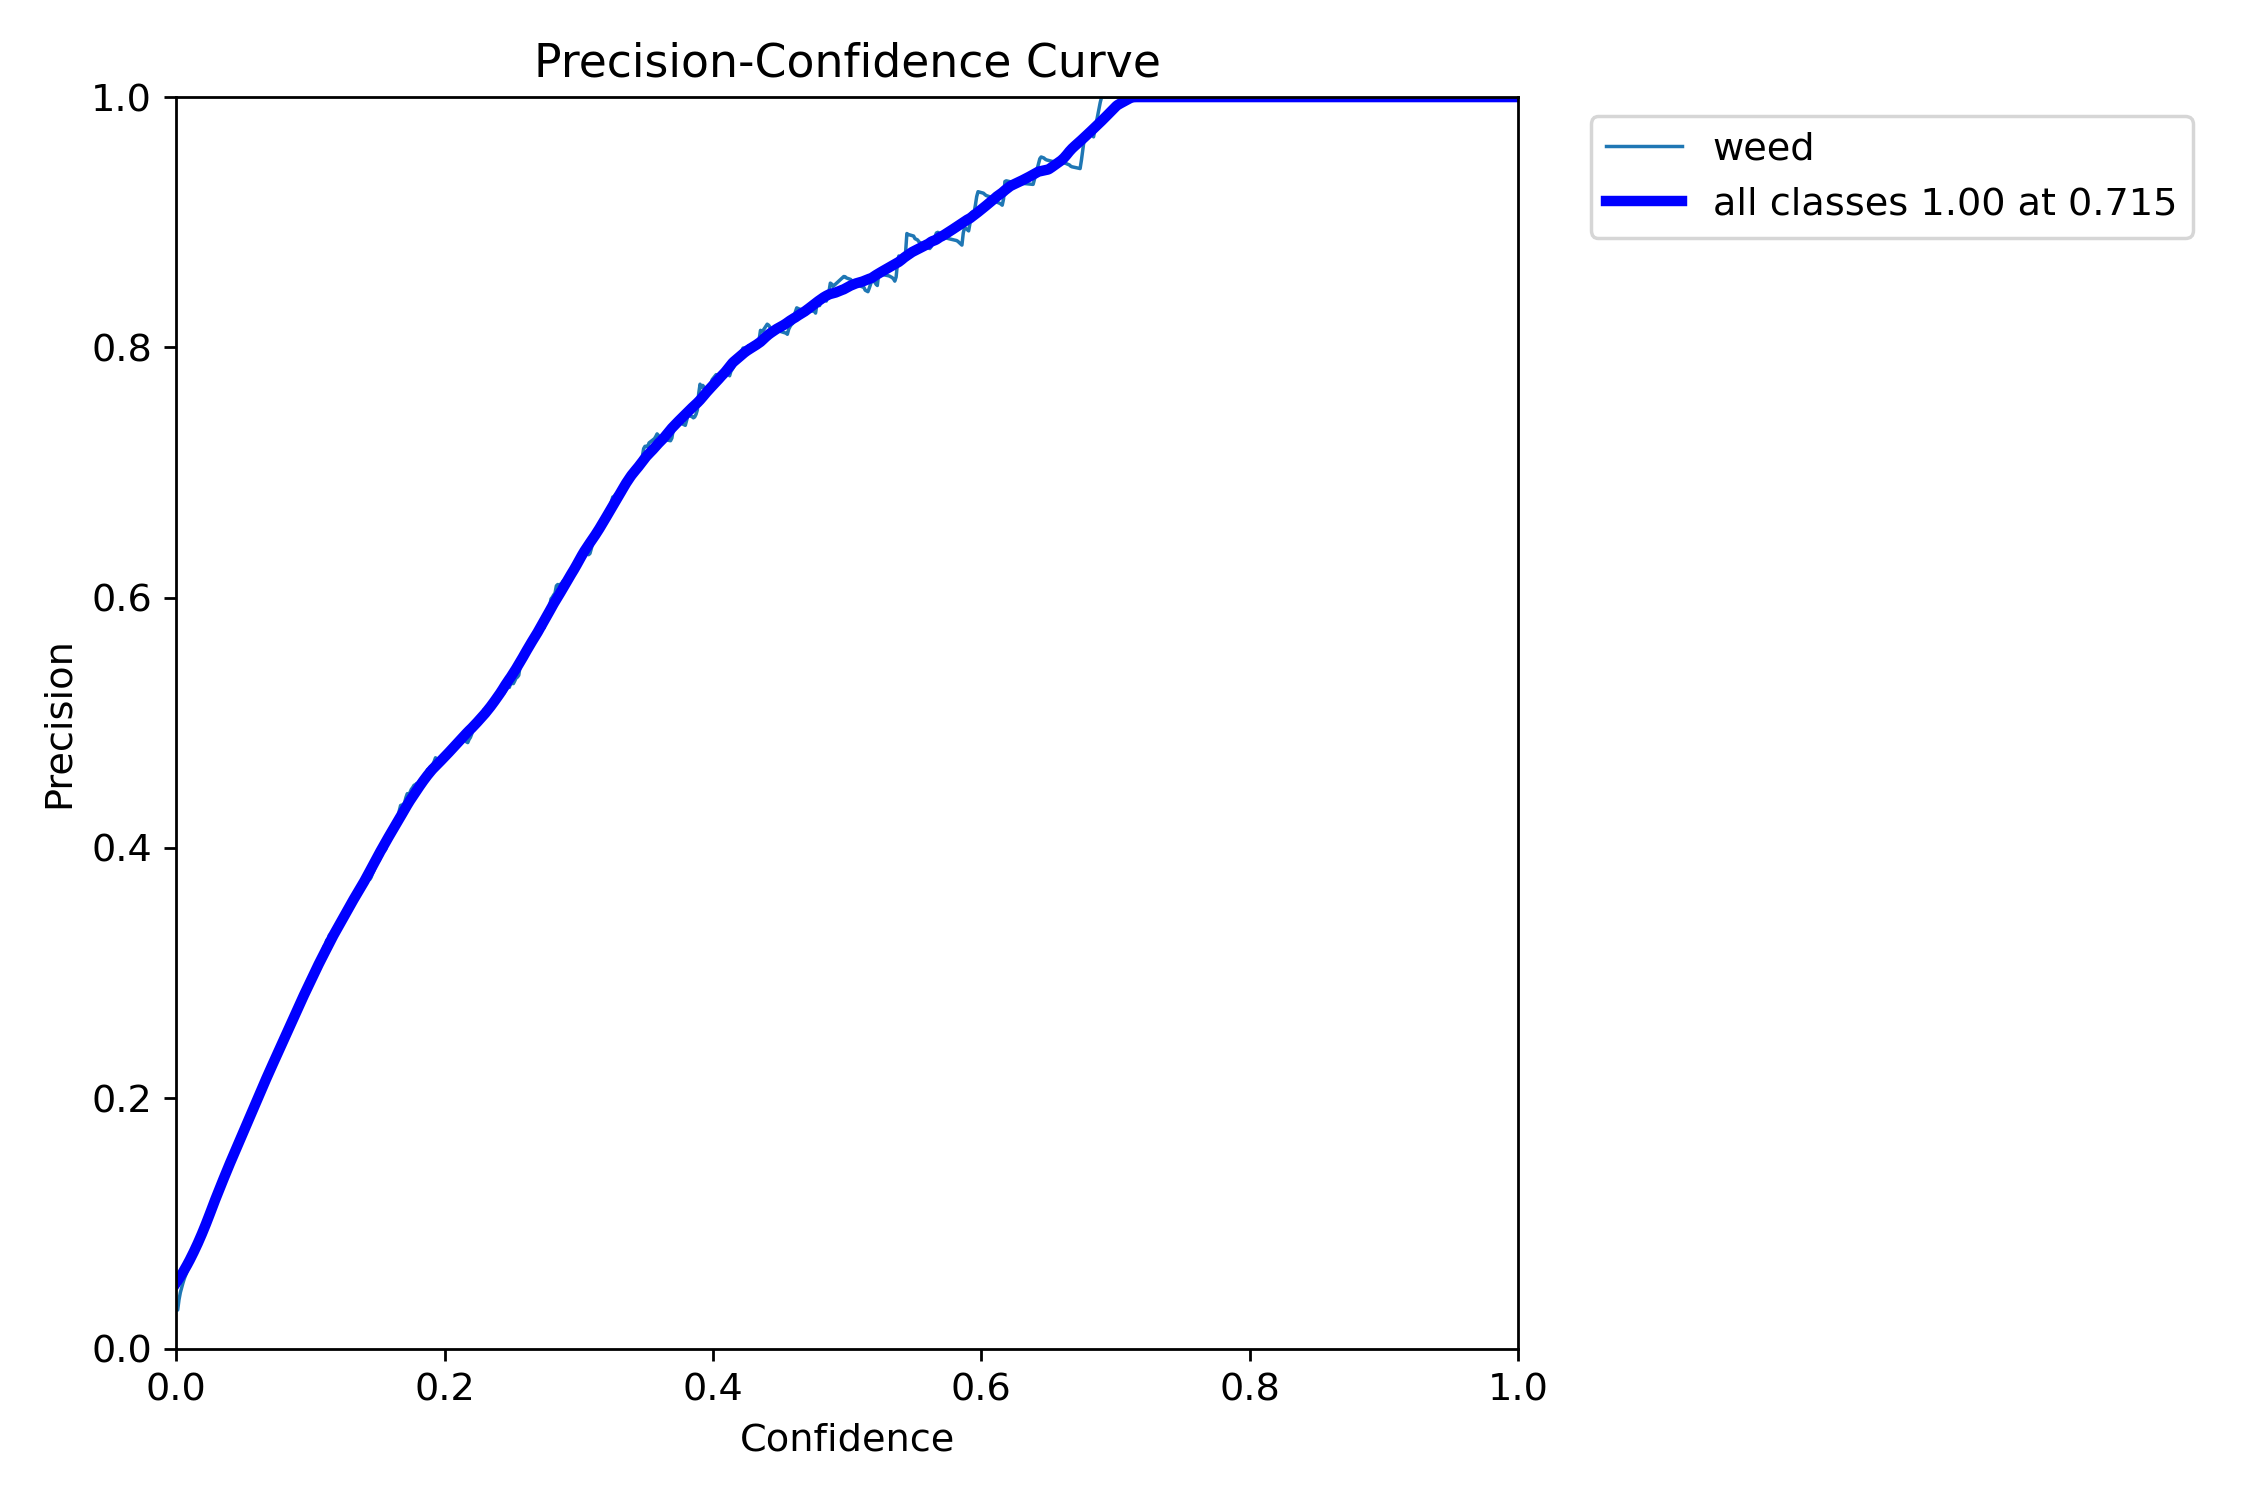 Precision-Confidence Curve
1.0
0.8
0.6
0.4
0.2
0.0
Precision
0.0 0.2 0.4 0.6 0.8 1.0
Confidence
weed
all classes 1.00 at 0.715